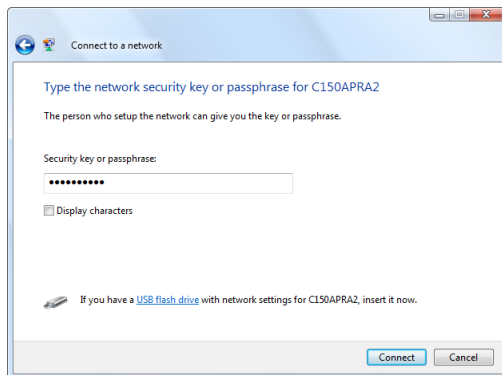 Connect to a network
Type the network security key or passphrase for C150APRA2
The person who setup the network can give you the key or passphrase.
Security key or passphrase:
••••••••••
Display characters
If you have a USB flash drive with network settings for C150APRA2, insert it now.
Connect Cancel